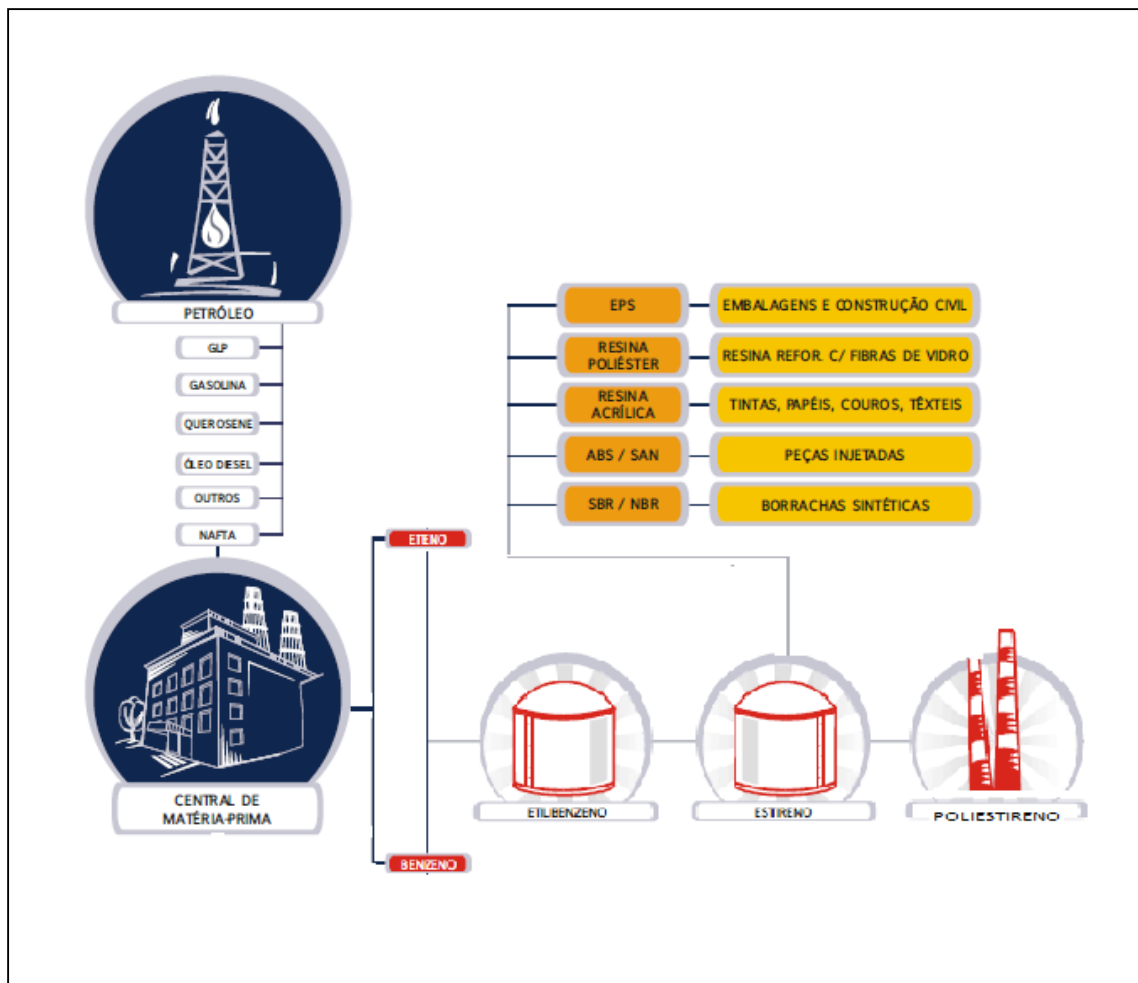 PETRÓLEO
GLP
GASOLINA
QUEROSENE
ÓLEO DIESEL
OUTROS
NAFTA
CENTRAL DE
MATÉRIA-PRIMA
ETENO
BENZENO
EPS
EMBALAGENS E CONSTRUÇÃO CIVIL
RESINA
POLIÉSTER
RESINA REFOR. C/ FIBRAS DE VIDRO
RESINA
ACRÍLICA
TINTAS, PAPÉIS, COUROS, TÊXTEIS
ABS / SAN
PEÇAS INJETADAS
SBR / NBR
BORRACHAS SINTÉTICAS
ETILIBENZENO
ESTIRENO
POLIESTIRENO